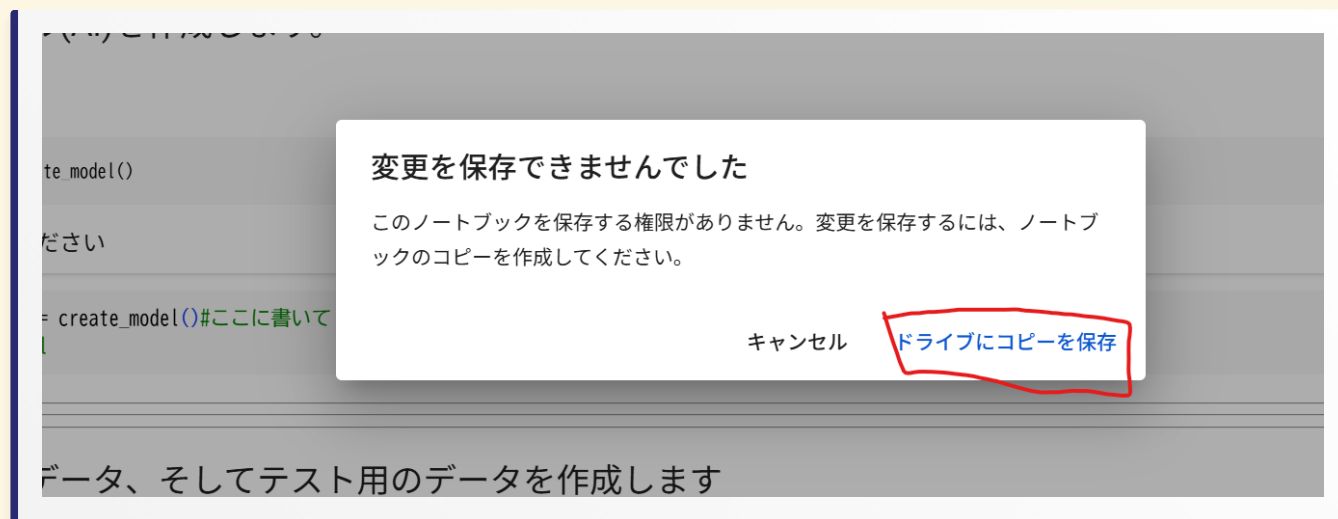 (AI)を作成します。
te_model()
変更を保存できませんでした
このノートブックを保存する権限がありません。変更を保存するには、ノートブ
ックのコピーを作成してください。
ださい
= create_model()#ここに書いて
キャンセル
ドライブにコピーを保存
データ、そしてテスト用のデータを作成します